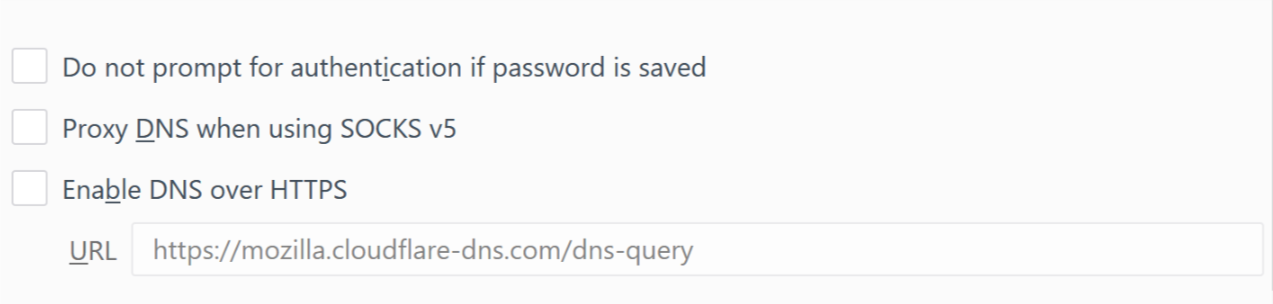 Do not prompt for authentication if password is saved
Proxy DNS when using SOCKS v5
Enable DNS over HTTPS
URL https://mozilla.cloudflare-dns.com/dns-query